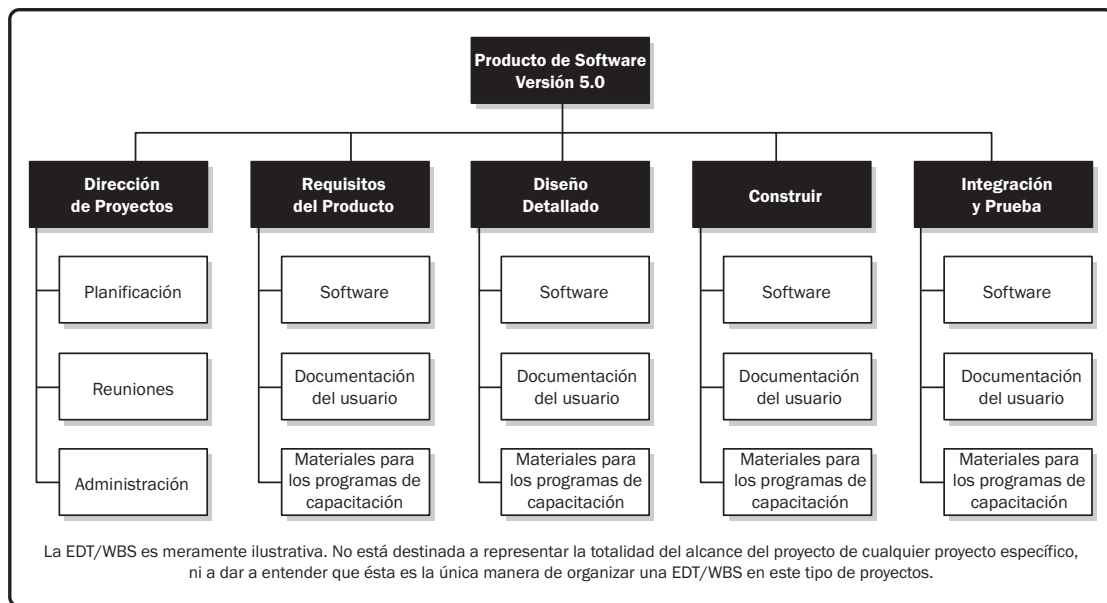 Producto de Software
Versión 5.0
Dirección
de Proyectos
Requisitos
del Producto
Diseño
Detallado
Construir
Integración
y Prueba
Planificación
Software
Software
Software
Software
Reuniones
Documentación
del usuario
Documentación
del usuario
Documentación
del usuario
Documentación
del usuario
Administración
Materiales para
los programas de
capacitación
Materiales para
los programas de
capacitación
Materiales para
los programas de
capacitación
Materiales para
los programas de
capacitación
La EDT/WBS es meramente ilustrativa. No está destinada a representar la totalidad del alcance del proyecto de cualquier proyecto específico,
ni a dar a entender que ésta es la única manera de organizar una EDT/WBS en este tipo de proyectos.